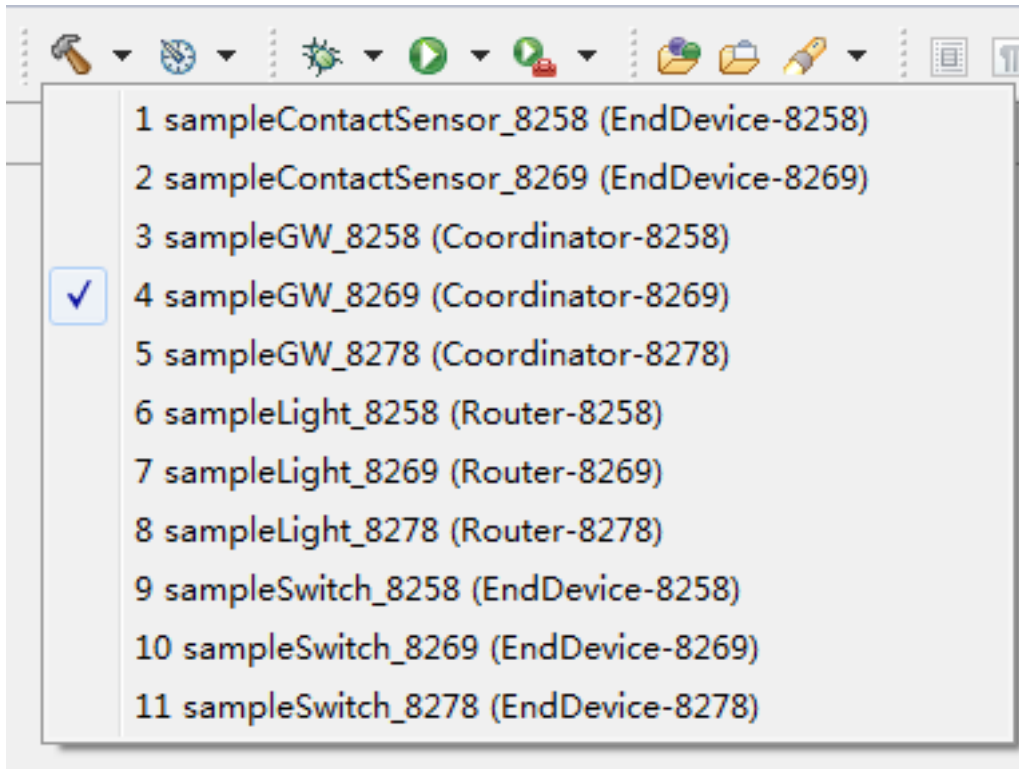 1 sampleContactSensor_8258 (EndDevice-8258)
2 sampleContactSensor_8269 (EndDevice-8269)
3 sampleGW_8258 (Coordinator-8258)
4 sampleGW_8269 (Coordinator-8269)
5 sampleGW_8278 (Coordinator-8278)
6 sampleLight_8258 (Router-8258)
7 sampleLight_8269 (Router-8269)
8 sampleLight_8278 (Router-8278)
9 sampleSwitch_8258 (EndDevice-8258)
10 sampleSwitch_8269 (EndDevice-8269)
11 sampleSwitch_8278 (EndDevice-8278)